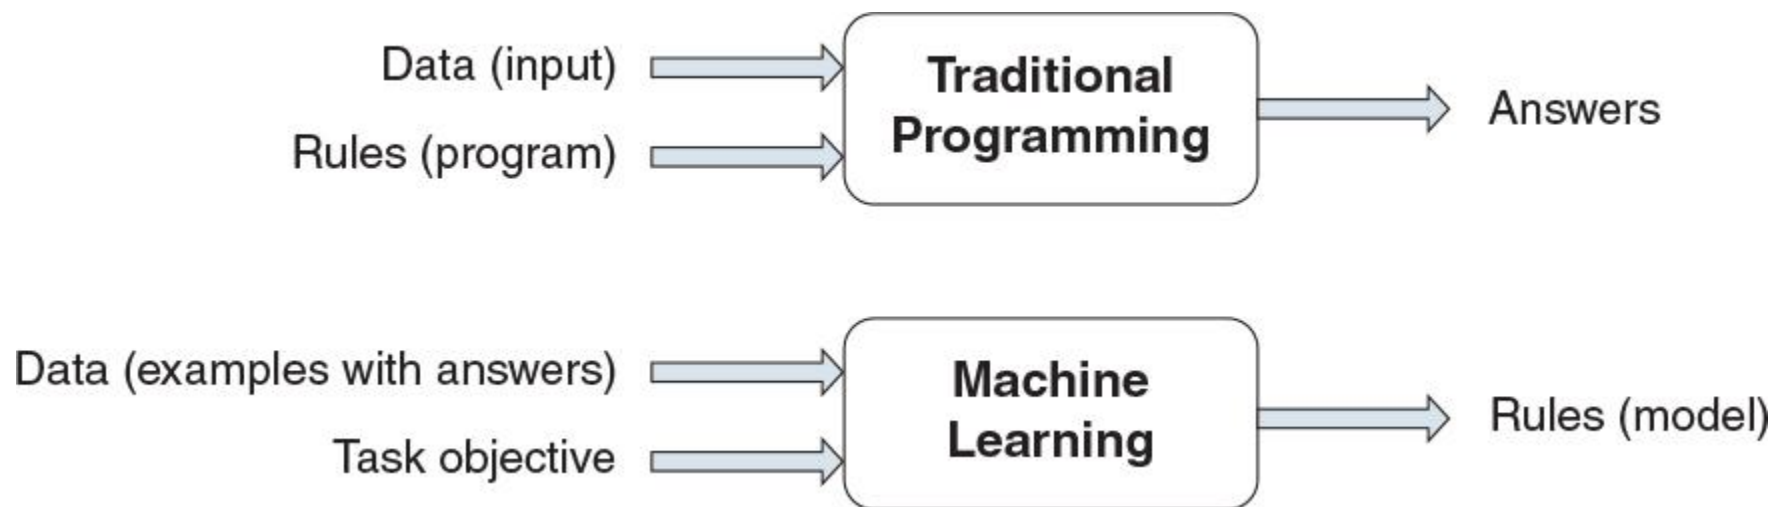 Data (input)
Rules (program)
Traditional
Programming
Answers
Data (examples with answers)
Task objective
Machine
Learning
Rules (model)